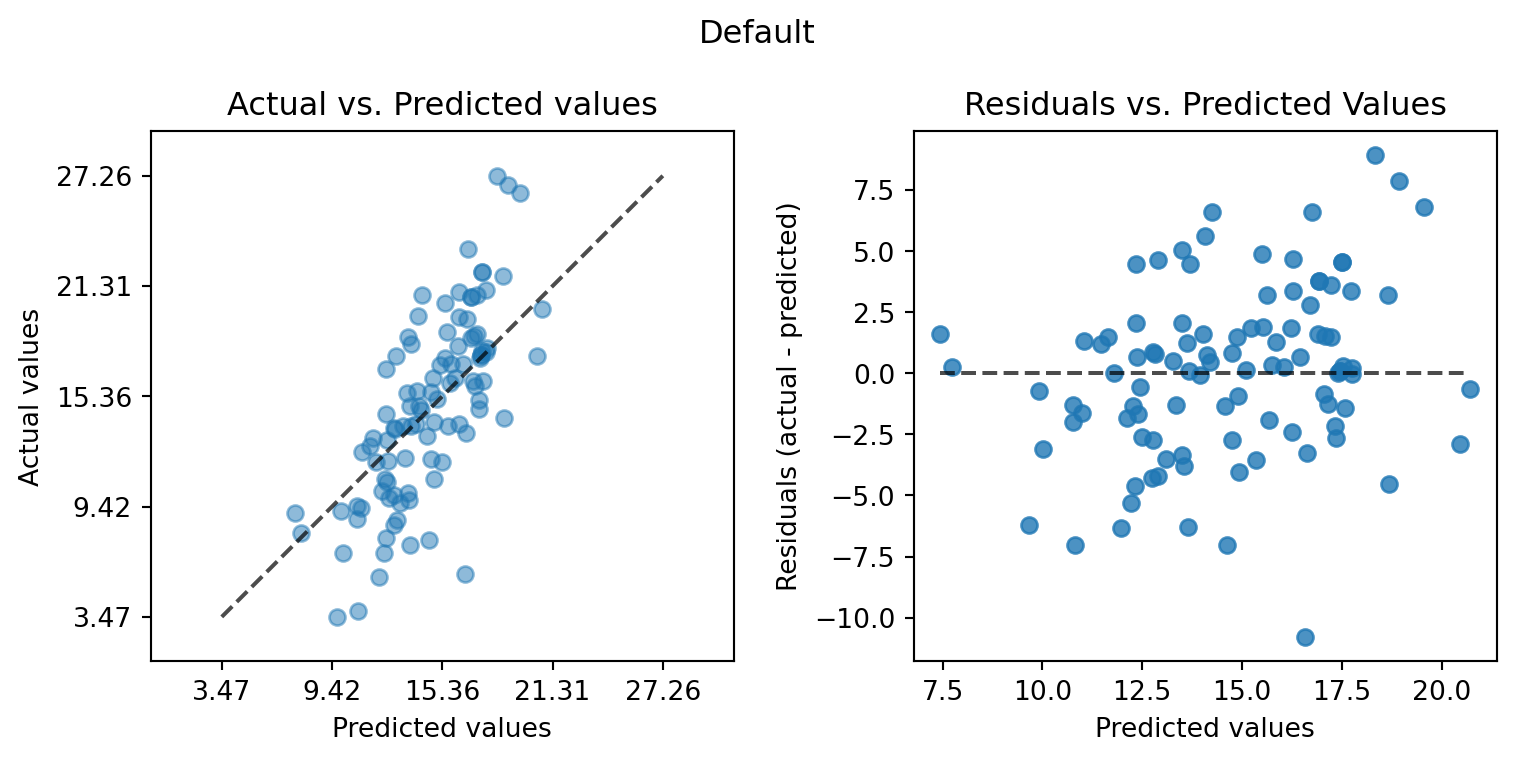 Default
Actual vs. Predicted values
27.26
21.31
15.36
9.42
3.47
Actual values
3.47 9.42 15.36 21.31 27.26
Predicted values
Residuals vs. Predicted Values
7.5
5.0
2.5
0.0
−2.5
−5.0
−7.5
−10.0
Residuals (actual - predicted)
7.5 10.0 12.5 15.0 17.5 20.0
Predicted values